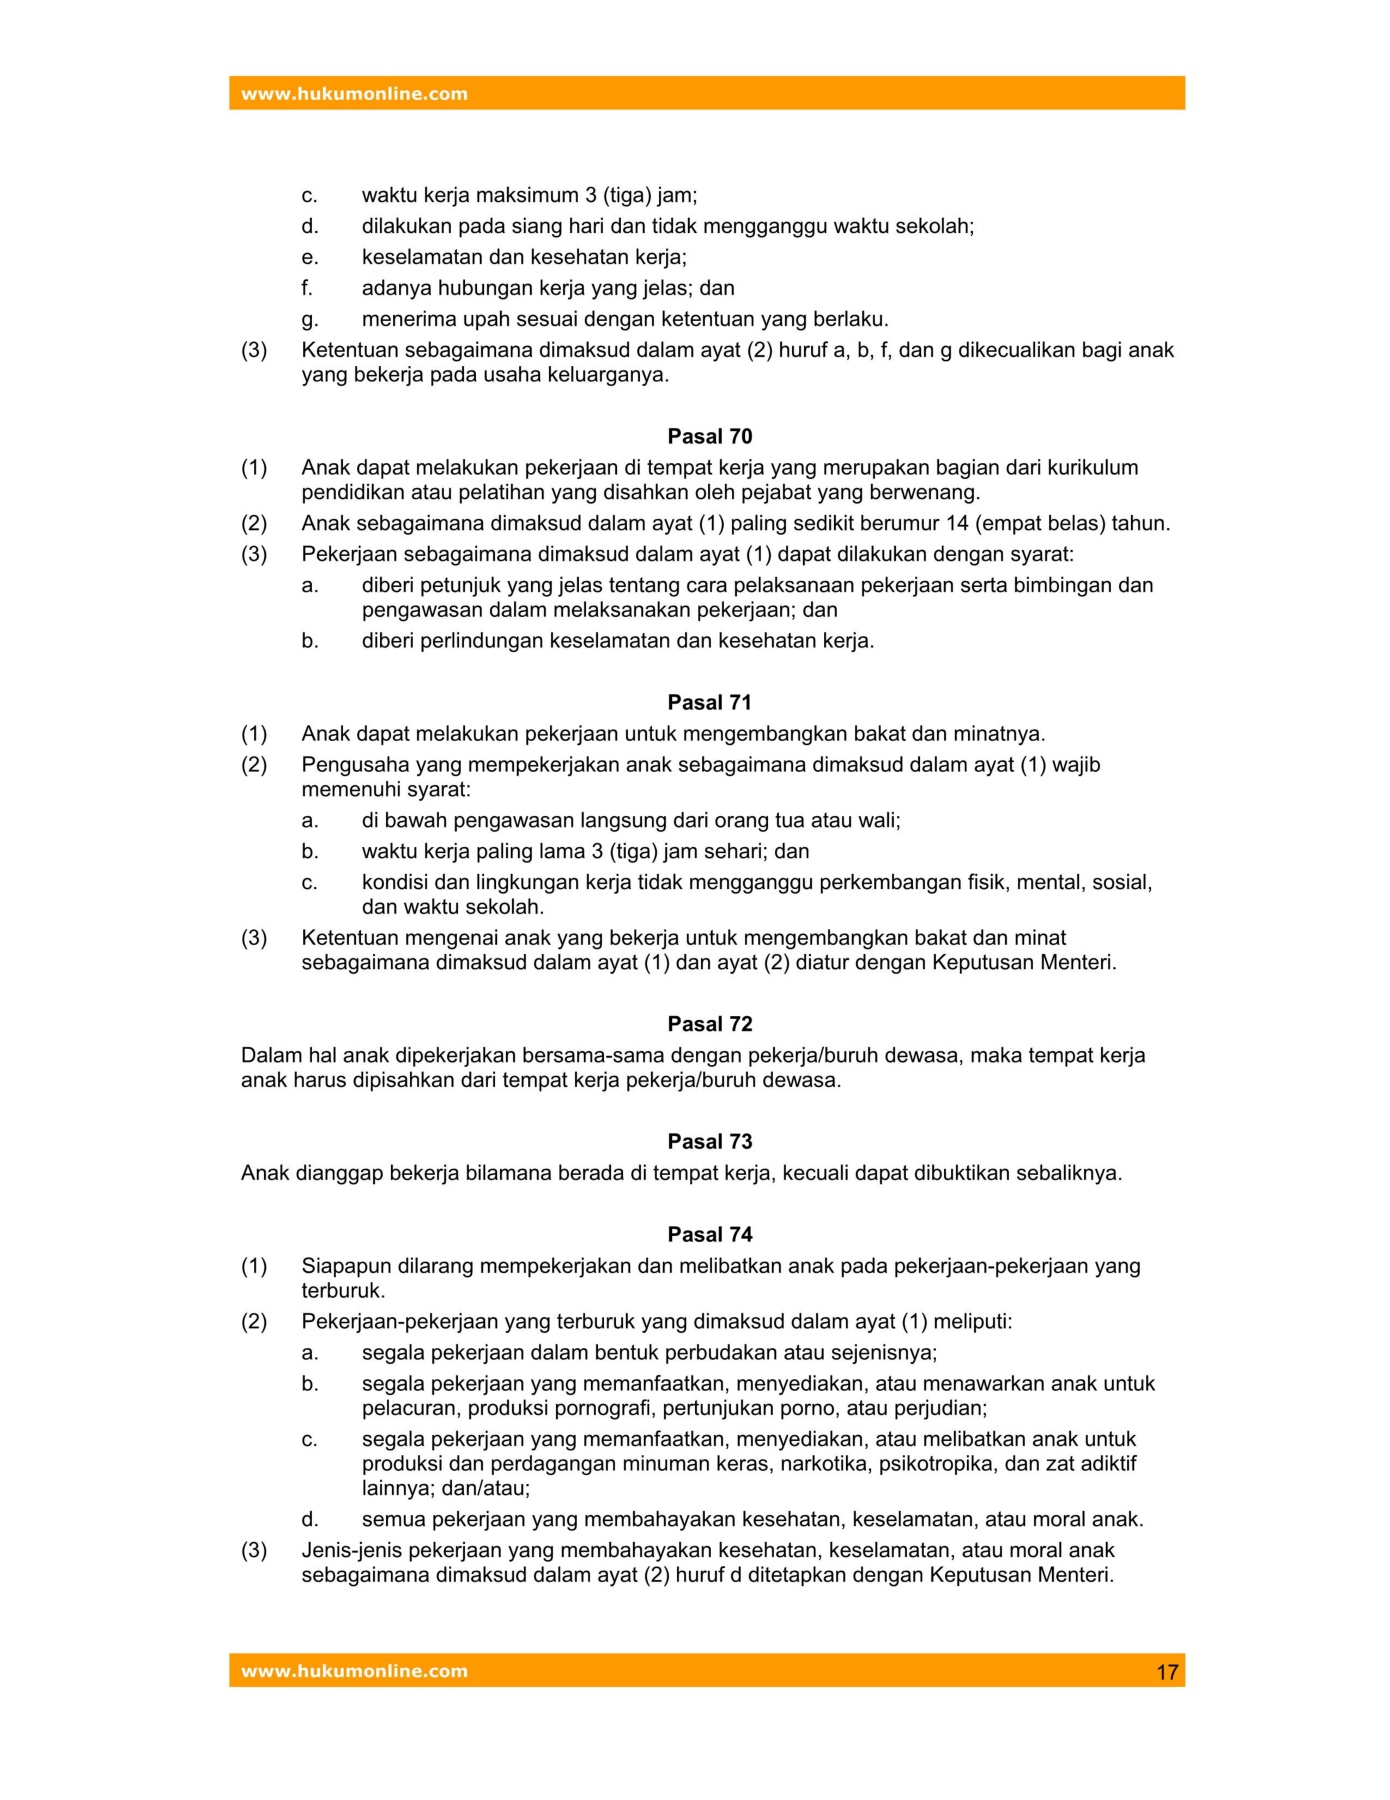 www.hukumonline.com
c. waktu kerja maksimum 3 (tiga) jam;
d. dilakukan pada siang hari dan tidak mengganggu waktu sekolah;
e. keselamatan dan kesehatan kerja;
f. adanya hubungan kerja yang jelas; dan
g. menerima upah sesuai dengan ketentuan yang berlaku.
(3) Ketentuan sebagaimana dimaksud dalam ayat (2) huruf a, b, f, dan g dikecualikan bagi anak
yang bekerja pada usaha keluarganya.
Pasal 70
(1) Anak dapat melakukan pekerjaan di tempat kerja yang merupakan bagian dari kurikulum
pendidikan atau pelatihan yang disahkan oleh pejabat yang berwenang.
(2) Anak sebagaimana dimaksud dalam ayat (1) paling sedikit berumur 14 (empat belas) tahun.
(3) Pekerjaan sebagaimana dimaksud dalam ayat (1) dapat dilakukan dengan syarat:
a. diberi petunjuk yang jelas tentang cara pelaksanaan pekerjaan serta bimbingan dan
pengawasan dalam melaksanakan pekerjaan; dan
b. diberi perlindungan keselamatan dan kesehatan kerja.
Pasal 71
(1) Anak dapat melakukan pekerjaan untuk mengembangkan bakat dan minatnya.
(2) Pengusaha yang mempekerjakan anak sebagaimana dimaksud dalam ayat (1) wajib
memenuhi syarat:
a. di bawah pengawasan langsung dari orang tua atau wali;
b. waktu kerja paling lama 3 (tiga) jam sehari; dan
c. kondisi dan lingkungan kerja tidak mengganggu perkembangan fisik, mental, sosial,
dan waktu sekolah.
(3) Ketentuan mengenai anak yang bekerja untuk mengembangkan bakat dan minat
sebagaimana dimaksud dalam ayat (1) dan ayat (2) diatur dengan Keputusan Menteri.
Pasal 72
Dalam hal anak dipekerjakan bersama-sama dengan pekerja/buruh dewasa, maka tempat kerja
anak harus dipisahkan dari tempat kerja pekerja/buruh dewasa.
Pasal 73
Anak dianggap bekerja bilamana berada di tempat kerja, kecuali dapat dibuktikan sebaliknya.
Pasal 74
(1) Siapapun dilarang mempekerjakan dan melibatkan anak pada pekerjaan-pekerjaan yang
terburuk.
(2) Pekerjaan-pekerjaan yang terburuk yang dimaksud dalam ayat (1) meliputi:
a. segala pekerjaan dalam bentuk perbudakan atau sejenisnya;
b. segala pekerjaan yang memanfaatkan, menyediakan, atau menawarkan anak untuk
pelacuran, produksi pornografi, pertunjukan porno, atau perjudian;
c. segala pekerjaan yang memanfaatkan, menyediakan, atau melibatkan anak untuk
produksi dan perdagangan minuman keras, narkotika, psikotropika, dan zat adiktif
lainnya; dan/atau;
d. semua pekerjaan yang membahayakan kesehatan, keselamatan, atau moral anak.
(3) Jenis-jenis pekerjaan yang membahayakan kesehatan, keselamatan, atau moral anak
sebagaimana dimaksud dalam ayat (2) huruf d ditetapkan dengan Keputusan Menteri.
www.hukumonline.com 17